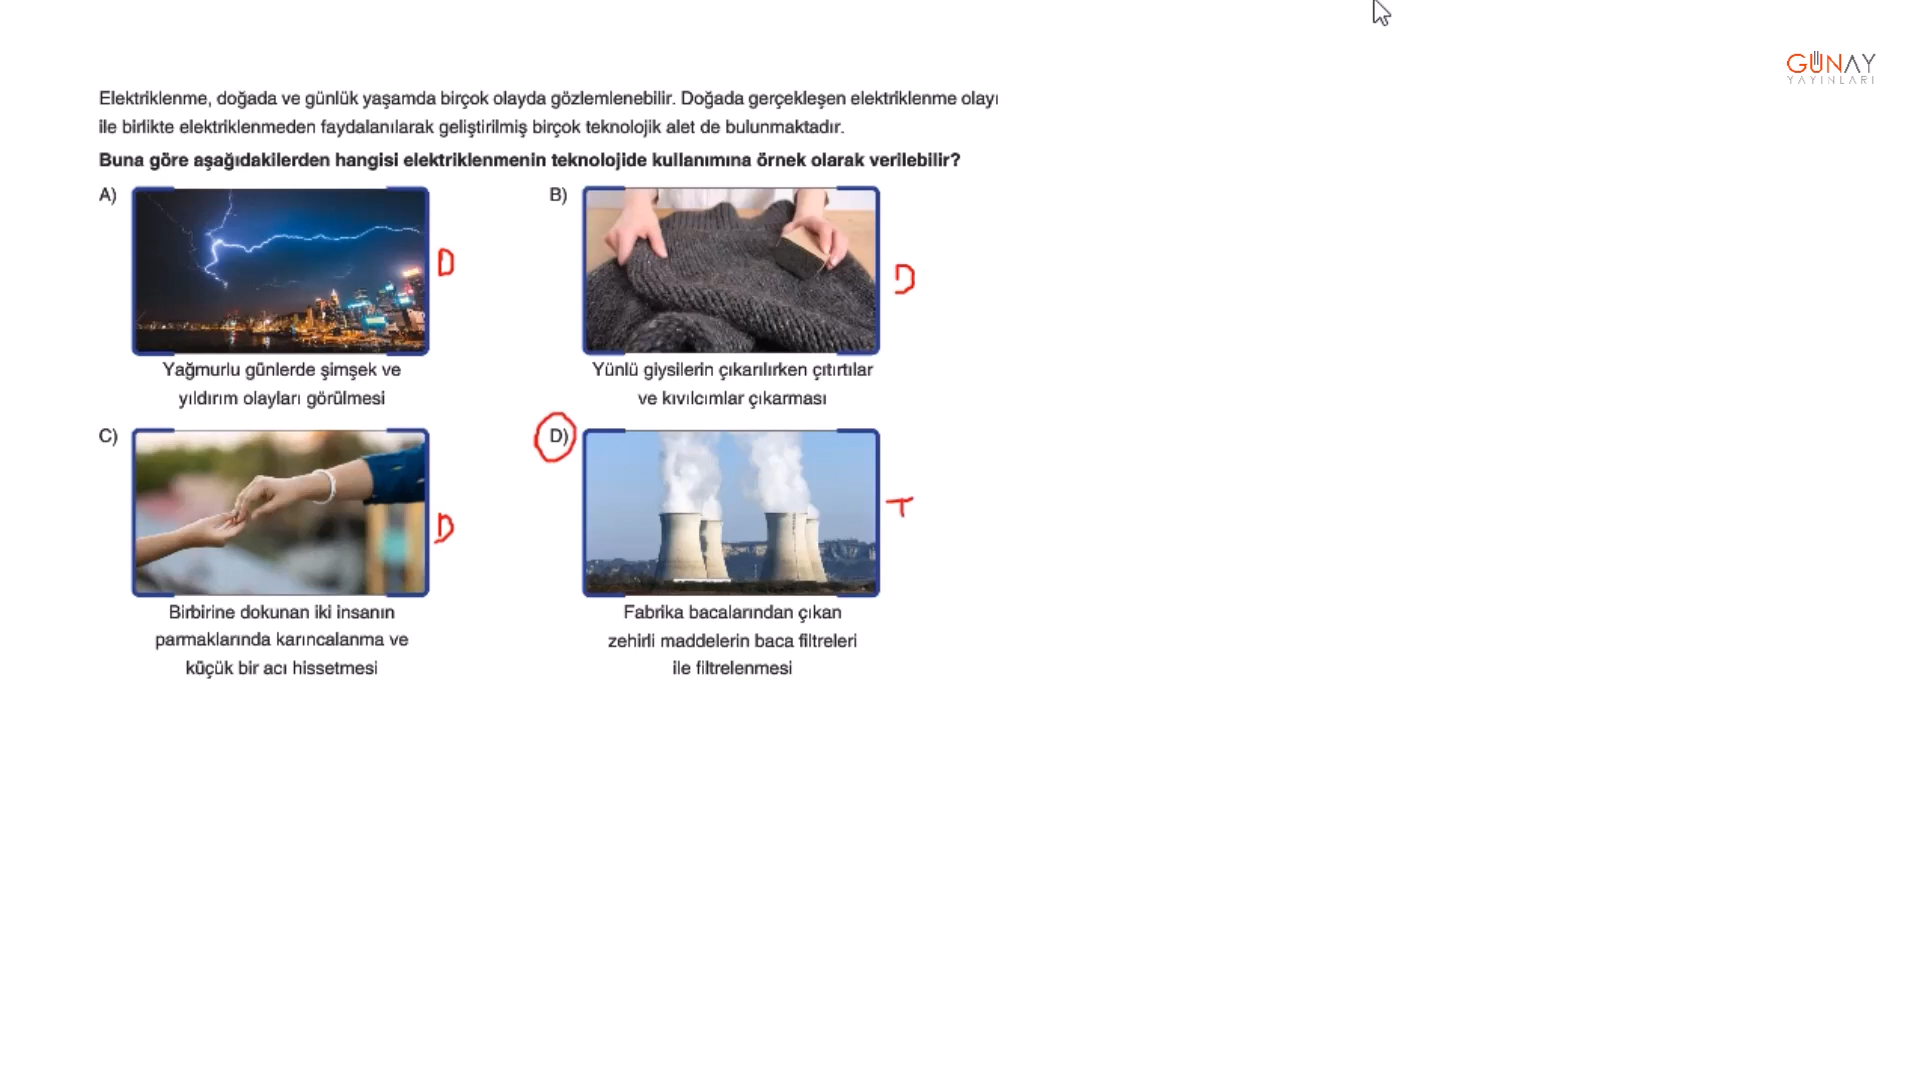 GÜNAY
YAYINLARI
Elektriklenme, doğada ve günlük yaşamda birçok olayda gözlemlenebilir. Doğada gerçekleşen elektriklenme olayı
ile birlikte elektriklenmeden faydalanılarak geliştirilmiş birçok teknolojik alet de bulunmaktadır.
Buna göre aşağıdakilerden hangisi elektriklenmenin teknolojide kullanımına örnek olarak verilebilir?
A)
D
Yağmurlu günlerde şimşek ve
yıldırım olayları görülmesi
B)
D
Yünlü giysilerin çıkarılırken çıtırtılar
ve kıvılcımlar çıkarması
C)
D
Birbirine dokunan iki insanın
parmaklarında karıncalanma ve
küçük bir acı hissetmesi
D)
T
Fabrika bacalarından çıkan
zehirli maddelerin baca filtreleri
ile filtrelenmesi